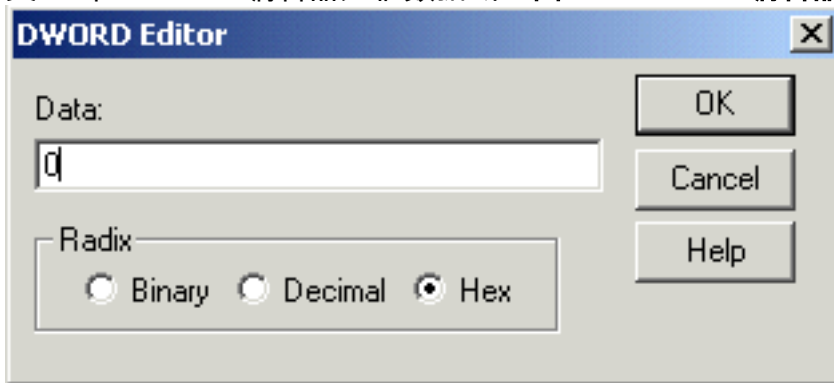 DWORD Editor
Data:
0
OK
Cancel
Help
Radix
Binary
Decimal
Hex